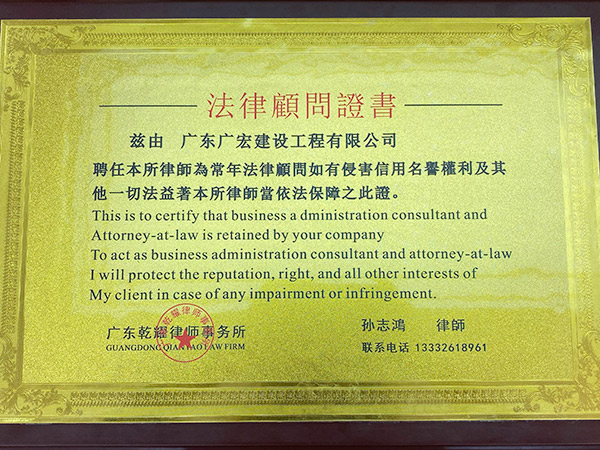 法律顧問證書
兹由 广东广宏建设工程有限公司
聘任本所律師為常年法律顧問如有侵害信用名譽權利及其
他一切法益著本所律師當依法保障之此證。
This is to certify that business a dministration consultant and
Attorney-at-law is retained by your company
To act as business administration consultant and attorney-at-law
I will protect the reputation, right, and all other interests of
My client in case of any impairment or infringement.
广东乾耀律师事务所
GUANGDONG QIANYAO LAW FIRM
孙志鴻 律師
联系电话 13332618961